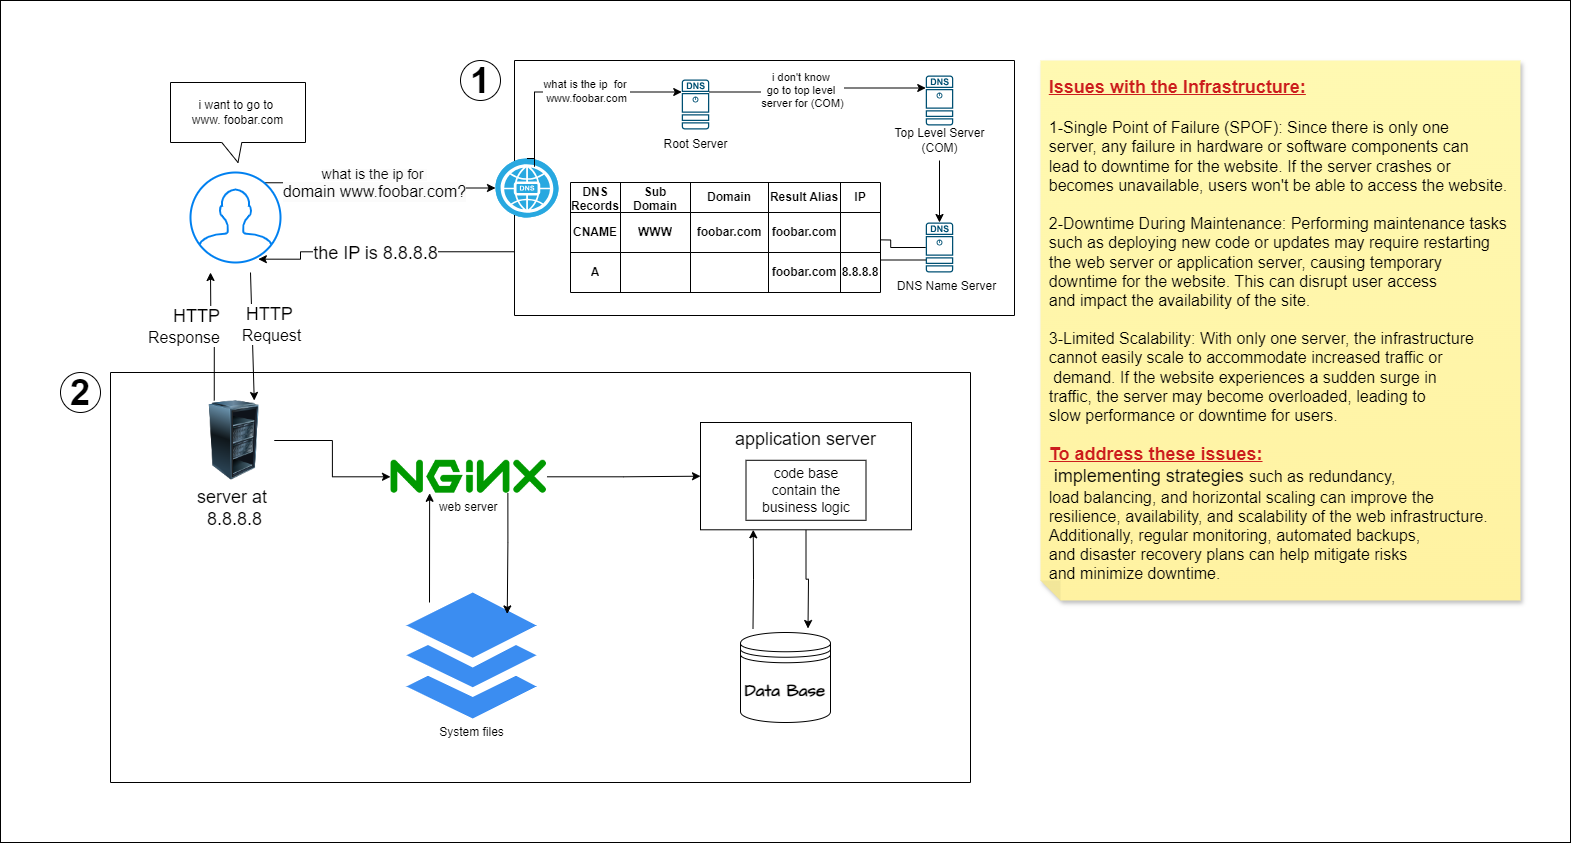 i want to go to
www. foobar.com
what is the ip for
domain www.foobar.com?
the IP is 8.8.8.8
HTTP
Response
HTTP
Request
1
DNS
what is the ip  for
www.foobar.com
DNS
Root Server
i don't know
go to top level
server for (COM)
DNS
Top Level Server
(COM)
DNS Records Sub Domain Domain Result Alias IP
CNAME WWW foobar.com foobar.com
A foobar.com 8.8.8.8
DNS
DNS Name Server
2
server at
8.8.8.8
NGINX
web server
System files
application server
code base
contain the
business logic
Data Base
Issues with the Infrastructure:
1-Single Point of Failure (SPOF): Since there is only one
server, any failure in hardware or software components can
lead to downtime for the website. If the server crashes or
becomes unavailable, users won't be able to access the website.
2-Downtime During Maintenance: Performing maintenance tasks
such as deploying new code or updates may require restarting
the web server or application server, causing temporary
downtime for the website. This can disrupt user access
and impact the availability of the site.
3-Limited Scalability: With only one server, the infrastructure
cannot easily scale to accommodate increased traffic or
demand. If the website experiences a sudden surge in
traffic, the server may become overloaded, leading to
slow performance or downtime for users.
To address these issues:
implementing strategies such as redundancy,
load balancing, and horizontal scaling can improve the
resilience, availability, and scalability of the web infrastructure.
Additionally, regular monitoring, automated backups,
and disaster recovery plans can help mitigate risks
and minimize downtime.